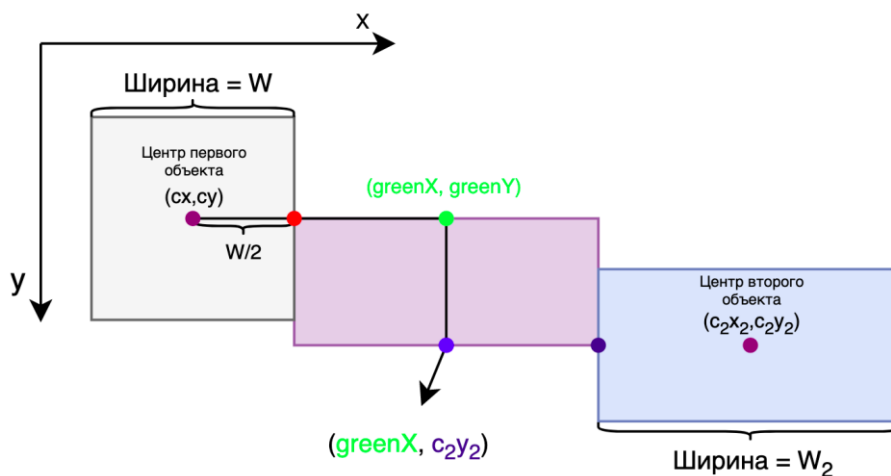 x
Ширина = W
Центр первого
объекта
(cx,cy)
(greenX, greenY)
W/2
y
Центр второго
объекта
(c₂x₂,c₂y₂)
(greenX, c₂y₂)
Ширина = W₂